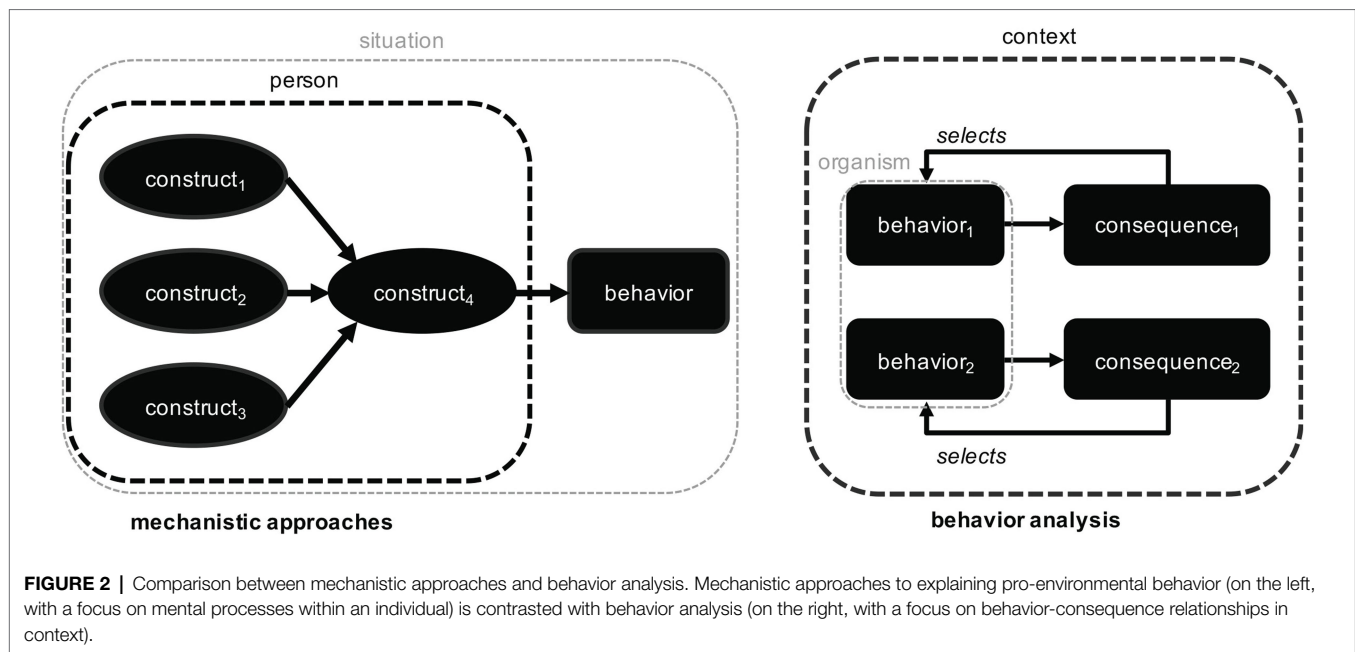 situation
person
construct₁
construct₂
construct₃
construct₄
behavior
mechanistic approaches
context
selects
organism
behavior₁
consequence₁
behavior₂
consequence₂
selects
behavior analysis
FIGURE 2 | Comparison between mechanistic approaches and behavior analysis. Mechanistic approaches to explaining pro-environmental behavior (on the left,
with a focus on mental processes within an individual) is contrasted with behavior analysis (on the right, with a focus on behavior-consequence relationships in
context).